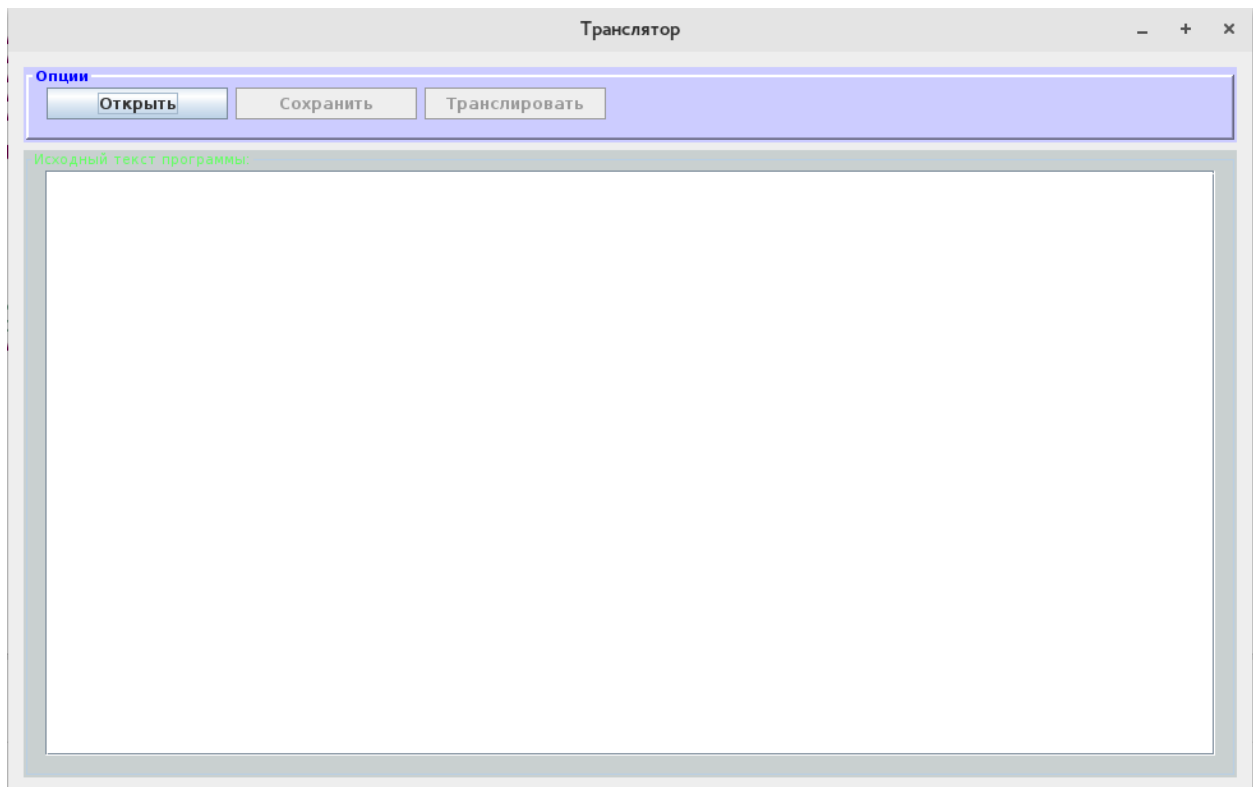 Транслятор
Опции
Открыть Сохранить Транслировать
Исходный текст программы: